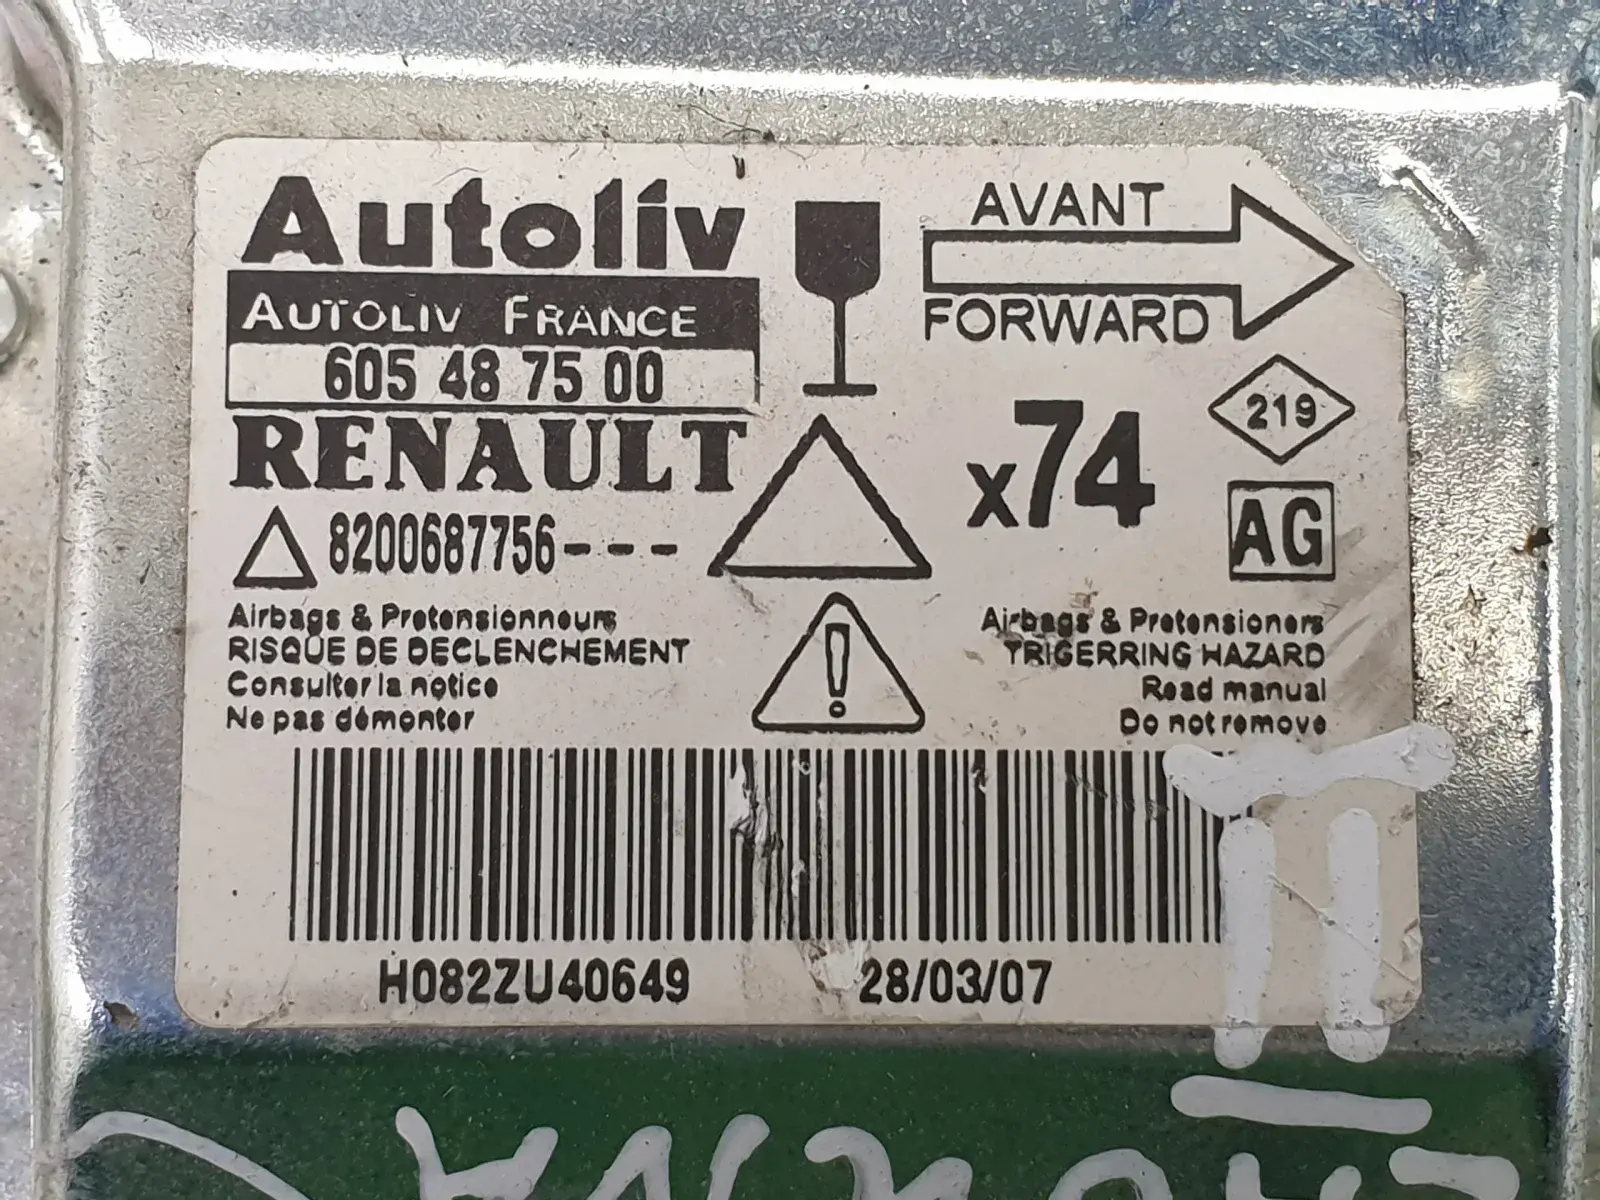 Autoliv
AUTOLIV FRANCE
605 48 75 00
RENAULT
8200687756---
AVANT
FORWARD
x74
219
AG
Airbags & Pretensionneurs
RISQUE DE DECLENCHEMENT
Consulter la notice
Ne pas démonter
Airbags & Pretensioners
TRIGERRING HAZARD
Read manual
Do not remove
H082ZU40649 28/03/07
II